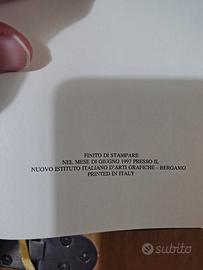 FINITO DI STAMPARE
NEL MESE DI GIUGNO 1997 PRESSO IL
NUOVO ISTITUTO ITALIANO D'ARTI GRAFICHE - BERGAMO
PRINTED IN ITALY
subito